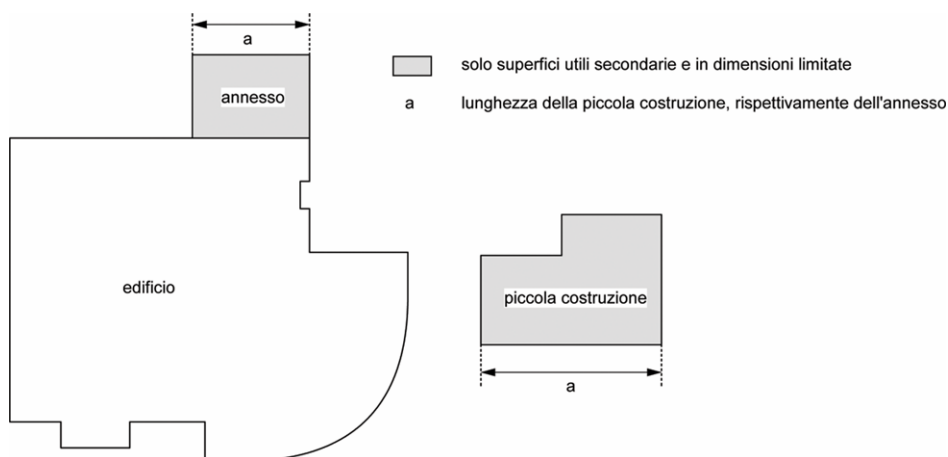 a
annesso
solo superfici utili secondarie e in dimensioni limitate
a lunghezza della piccola costruzione, rispettivamente dell'annesso
edificio
piccola costruzione
a